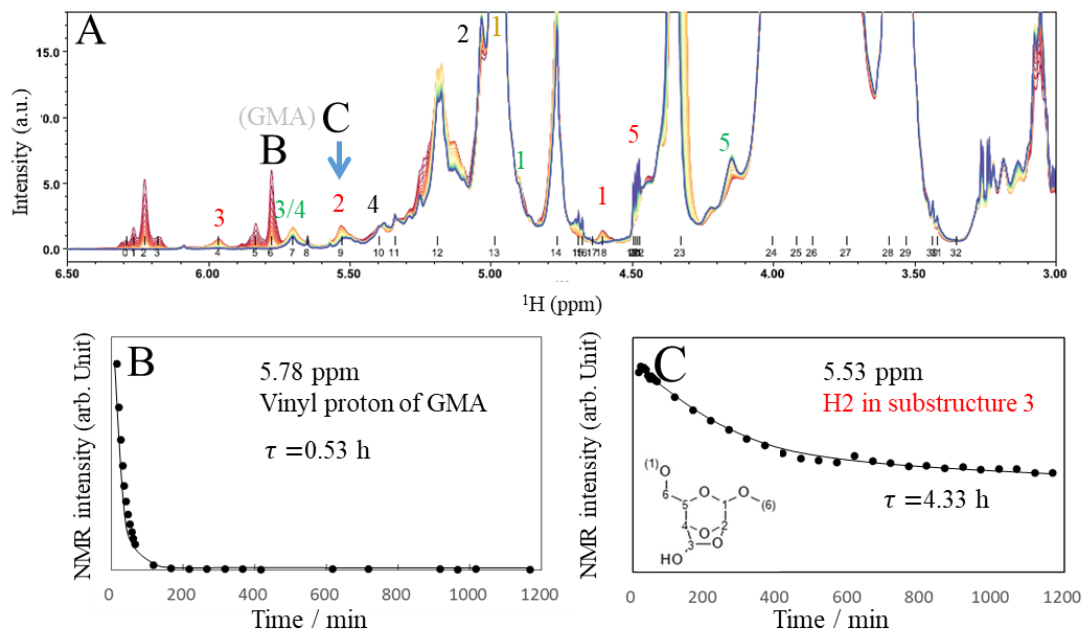 A
Intensity (a.u.)
15.0
0.0
5.0
0.0
(GMA)
B
C
2
1
3
3/4
2
4
1
1
5
5
0 1 2 3 4 5 6 7 8 9 10 11 12 13 14 16 17 18 22 23 24 25 26 27 28 29 31 32
6.50 6.00 5.50 5.00 4.50 4.00 3.50 3.00
¹H (ppm)
B
NMR intensity (arb. Unit)
5.78 ppm
Vinyl proton of GMA
τ =0.53 h
0 200 400 600 800 1000 1200
Time / min
C
NMR intensity (arb. Unit)
5.53 ppm
H2 in substructure 3
τ =4.33 h
(1)
O
6
5
O
1
O
(6)
4
O
2
3
O
HO
0 200 400 600 800 1000 1200
Time / min